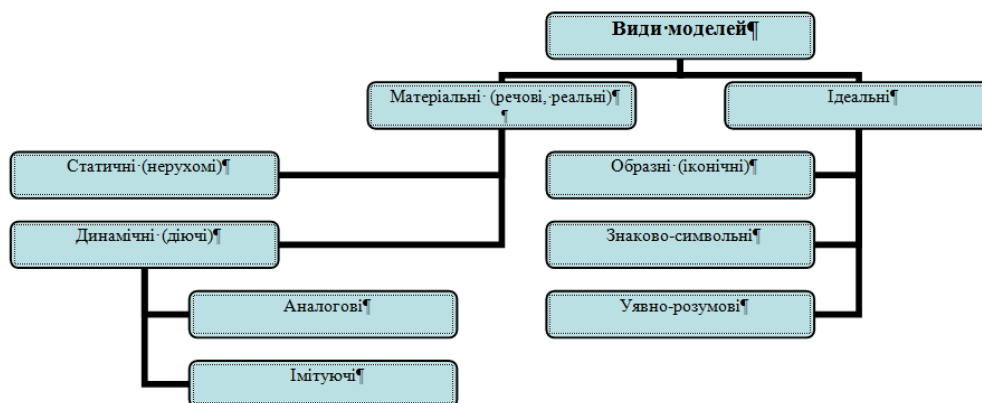 Види·моделей¶
Матеріальні· (речові,·реальні)¶
¶
Ідеальні¶
Статичні·(нерухомі)¶
Образні·(іконічні)¶
Динамічні·(діючі)¶
Знаково-символьні¶
Аналогові¶
Уявно-розумові¶
Імітуючі¶